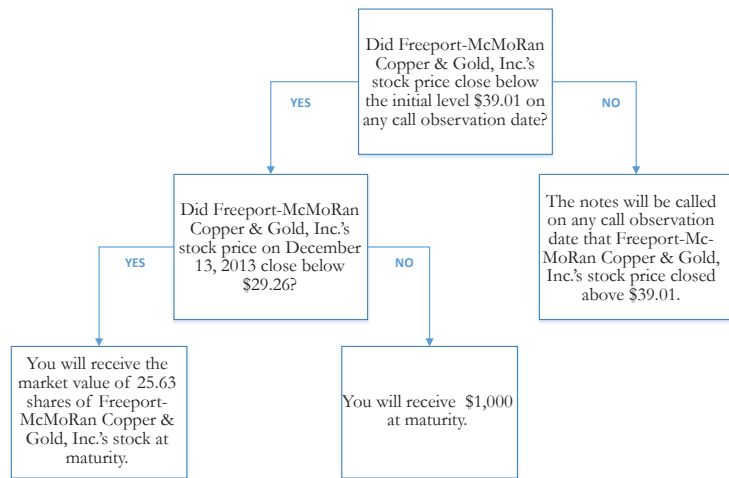 Did Freeport-McMoRan
Copper & Gold, Inc.'s
stock price close below
the initial level $39.01 on
any call observation date?
YES
NO
Did Freeport-McMoRan
Copper & Gold, Inc.'s
stock price on December
13, 2013 close below
$29.26?
The notes will be called
on any call observation
date that Freeport-Mc-
MoRan Copper & Gold,
Inc.'s stock price closed
above $39.01.
YES
NO
You will receive the
market value of 25.63
shares of Freeport-
McMoRan Copper &
Gold, Inc.'s stock at
maturity.
You will receive $1,000
at maturity.